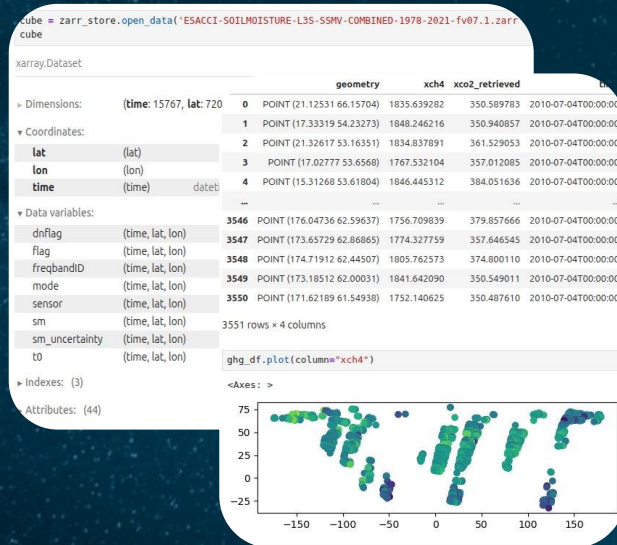 cube = zarr_store.open_data('ESACCI-SOILMOISTURE-L3S-SSMV-COMBINED-1978-2021-fv07.1.zarr
cube
xarray.Dataset
► Dimensions: (time: 15767, lat: 720
▼ Coordinates:
lat (lat)
lon (lon)
time (time)
▼ Data variables:
dnflag (time, lat, lon)
flag (time, lat, lon)
freqbandID (time, lat, lon)
mode (time, lat, lon)
sensor (time, lat, lon)
sm (time, lat, lon)
sm_uncertainty (time, lat, lon)
t0 (time, lat, lon)
► Indexes: (3)
► Attributes: (44)
geometry xch4 xco2_retrieved
0 POINT (21.12531 66.15704) 1835.639282 350.589783 2010-07-04T00:00:00
1 POINT (17.33319 54.23273) 1848.246216 350.940857 2010-07-04T00:00:00
2 POINT (21.32617 53.16351) 1834.837891 361.529053 2010-07-04T00:00:00
3 POINT (17.02777 53.6568) 1767.532104 357.012085 2010-07-04T00:00:00
4 POINT (15.31268 53.61804) 1846.445312 384.051636 2010-07-04T00:00:00
... ... ... ... ...
3546 POINT (176.04736 62.59637) 1756.709839 379.857666 2010-07-04T00:00:00
3547 POINT (173.65729 62.86865) 1774.327759 357.646545 2010-07-04T00:00:00
3548 POINT (174.71912 62.44507) 1805.762573 374.800110 2010-07-04T00:00:00
3549 POINT (173.18512 62.00031) 1841.642090 350.549011 2010-07-04T00:00:00
3550 POINT (171.62189 61.54938) 1752.140625 350.487610 2010-07-04T00:00:00
3551 rows × 4 columns
ghg_df.plot(column="xch4")
<Axes: >
75
50
25
0
−25
−150 −100 −50 0 50 100 150